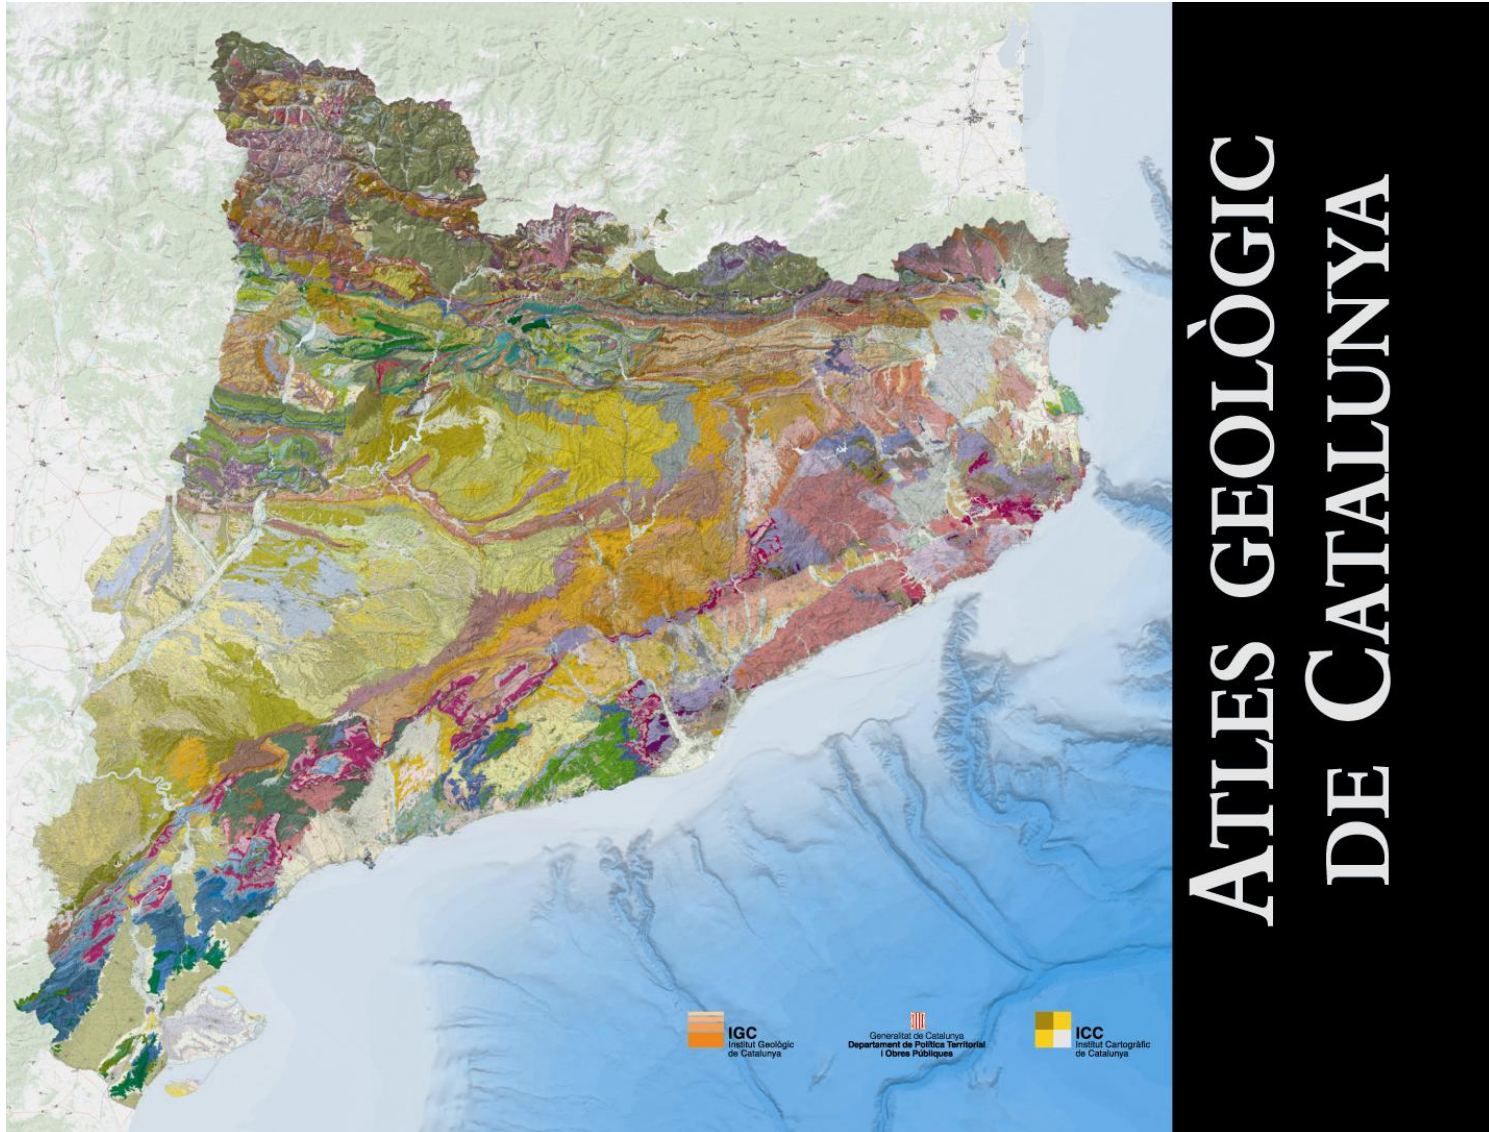 ATLES GEOLÒGIC
DE CATALUNYA
IGC
Institut Geològic
de Catalunya
Generalitat de Catalunya
Departament de Política Territorial
i Obres Públiques
ICC
Institut Cartogràfic
de Catalunya